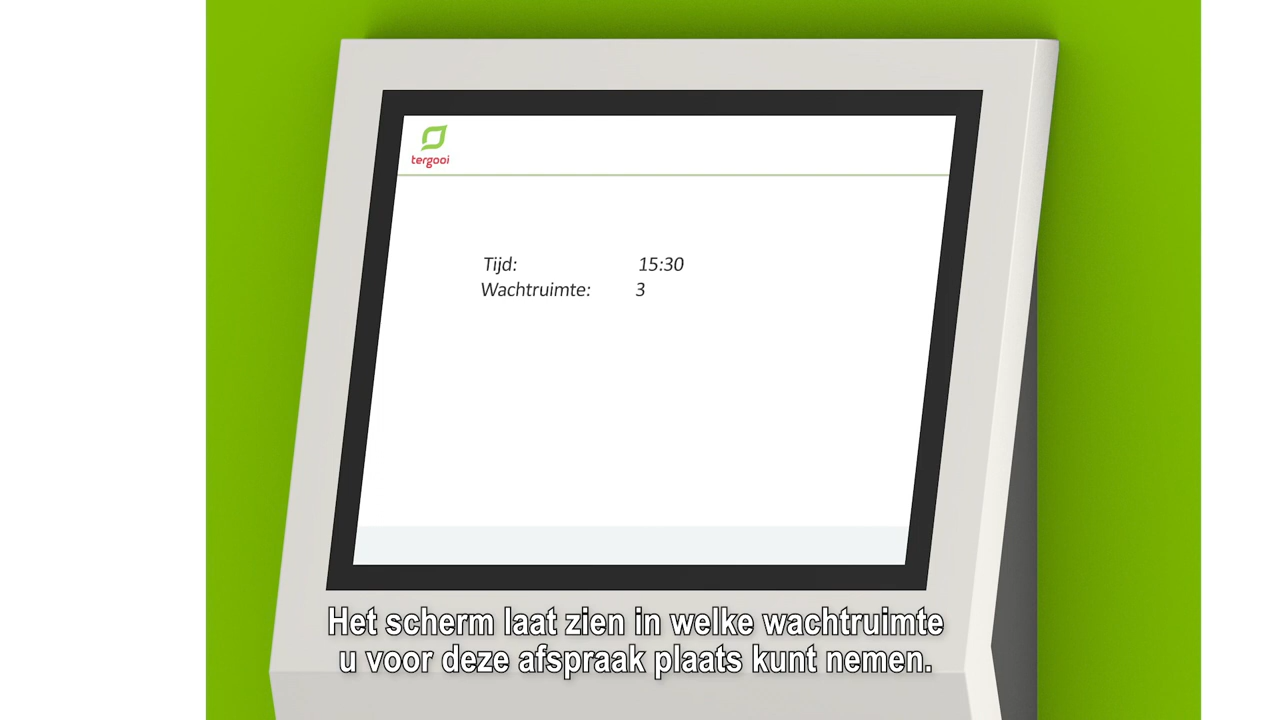 tergooi
Tijd: 15:30
Wachtruimte: 3
Het scherm laat zien in welke wachtruimte
u voor deze afspraak plaats kunt nemen.